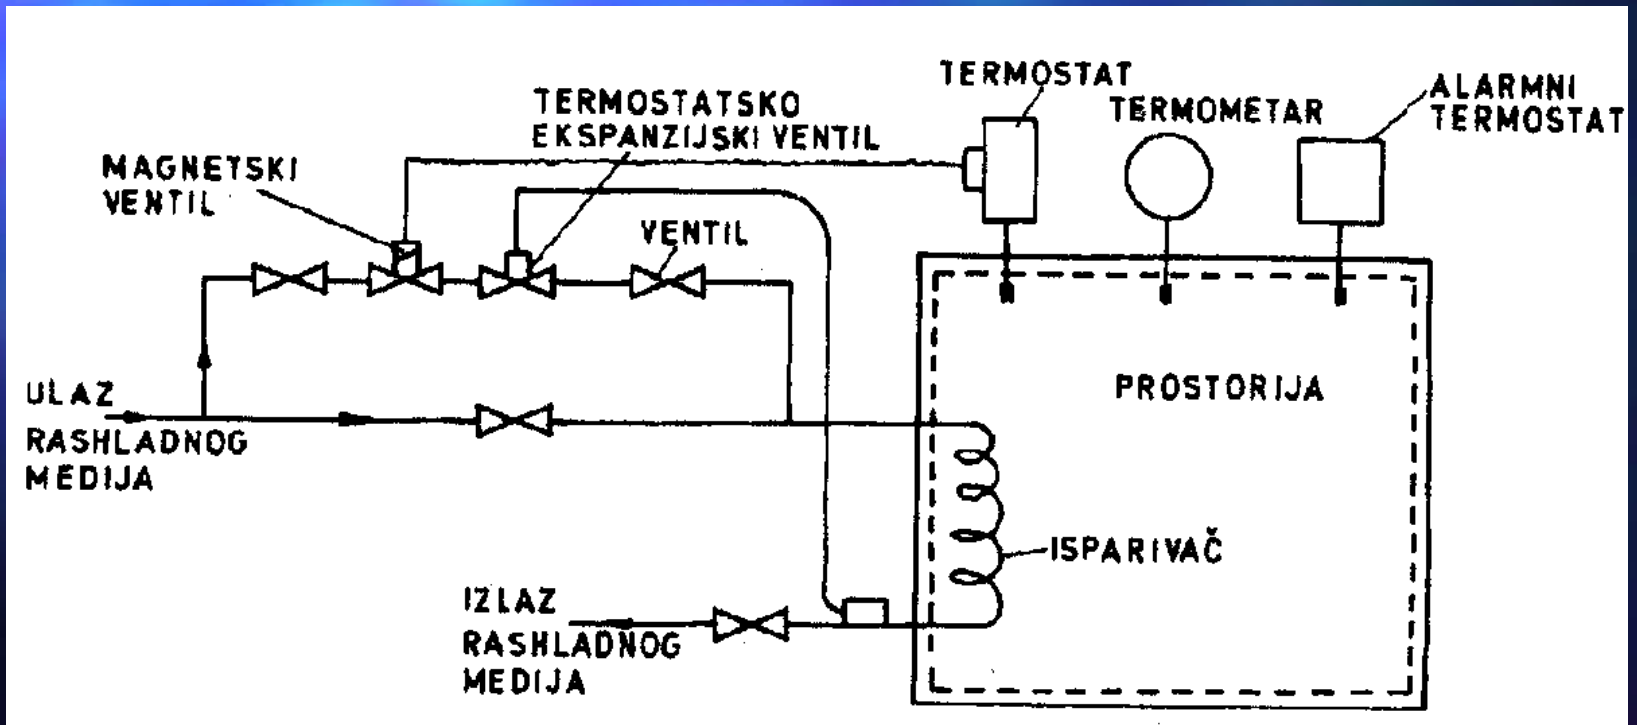 TERMOSTAT
TERMOSTATSKO
EKSPANZIJSKI VENTIL
TERMOMETAR
ALARMNI
TERMOSTAT
MAGNETSKI
VENTIL
VENTIL
ULAZ
RASHLADNOG
MEDIJA
PROSTORIJA
ISPARIVAČ
IZLAZ
RASHLADNOG
MEDIJA